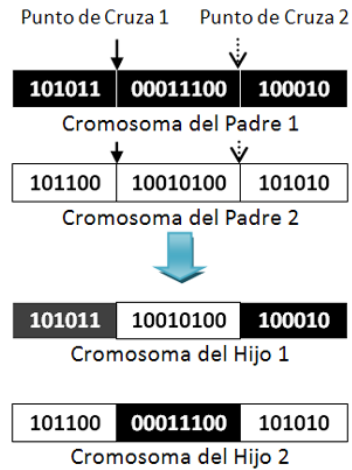 Punto de Cruza 1 Punto de Cruza 2
101011 00011100 100010
Cromosoma del Padre 1
101100 10010100 101010
Cromosoma del Padre 2
101011 10010100 100010
Cromosoma del Hijo 1
101100 00011100 101010
Cromosoma del Hijo 2